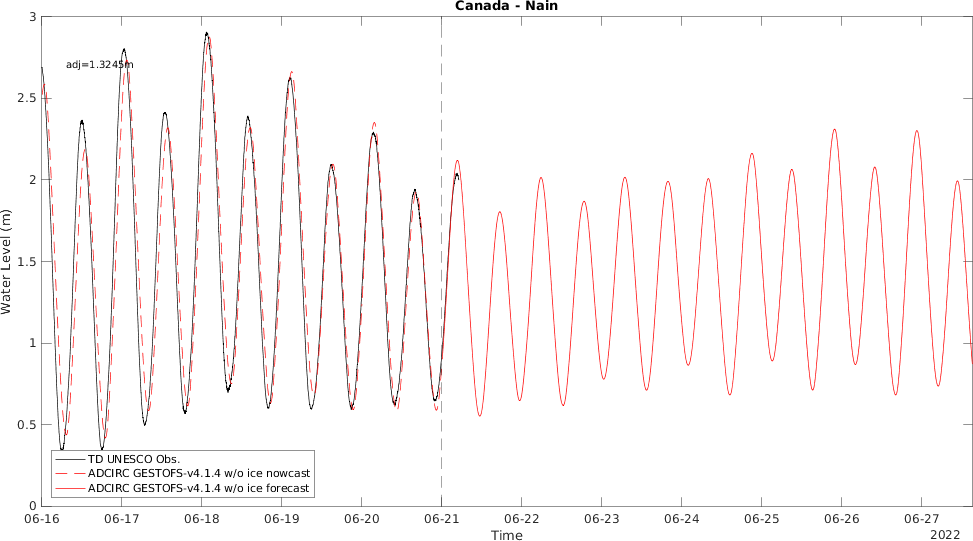 Canada - Nain
3
2.5
2
1.5
1
0.5
0
Water Level (m)
adj=1.3245m
TD UNESCO Obs.
ADCIRC GESTOFS-v4.1.4 w/o ice nowcast
ADCIRC GESTOFS-v4.1.4 w/o ice forecast
06-16 06-17 06-18 06-19 06-20 06-21 06-22 06-23 06-24 06-25 06-26 06-27
Time
2022